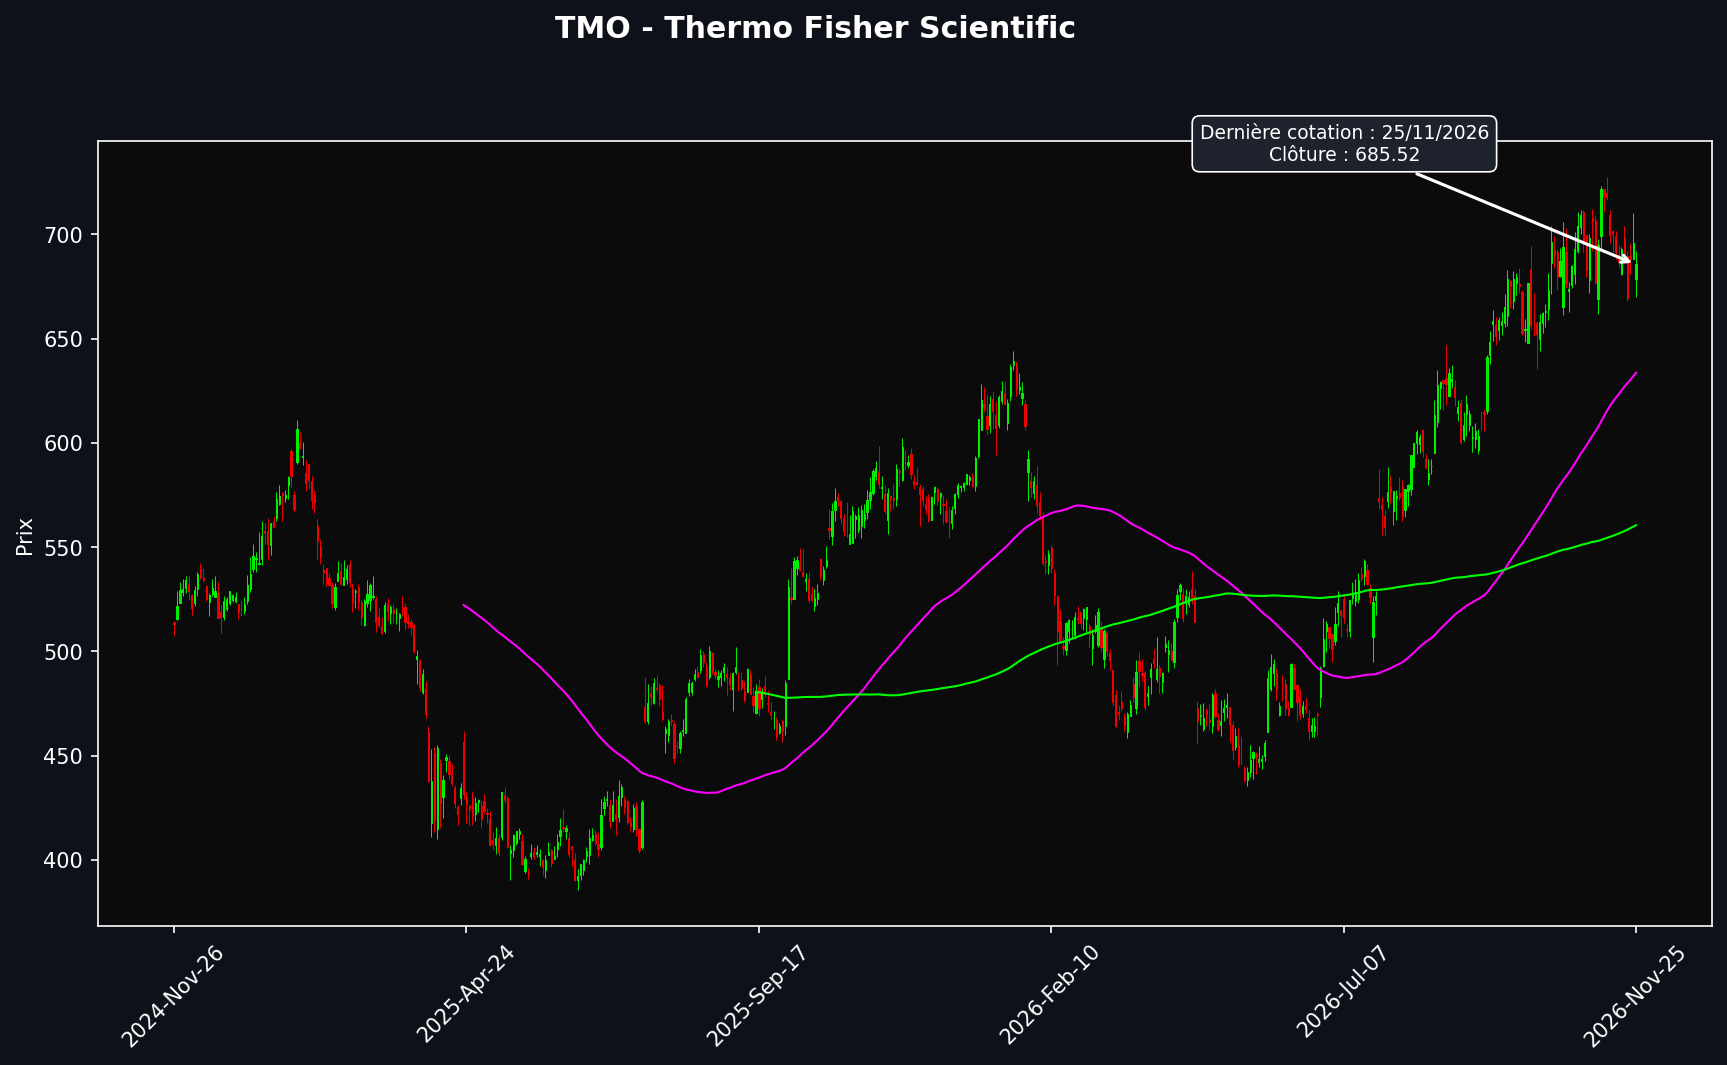 TMO - Thermo Fisher Scientific
Dernière cotation : 25/11/2026
Clôture : 685.52
Prix
700
650
600
550
500
450
400
2024-Nov-26
2025-Apr-24
2025-Sep-17
2026-Feb-10
2026-Jul-07
2026-Nov-25